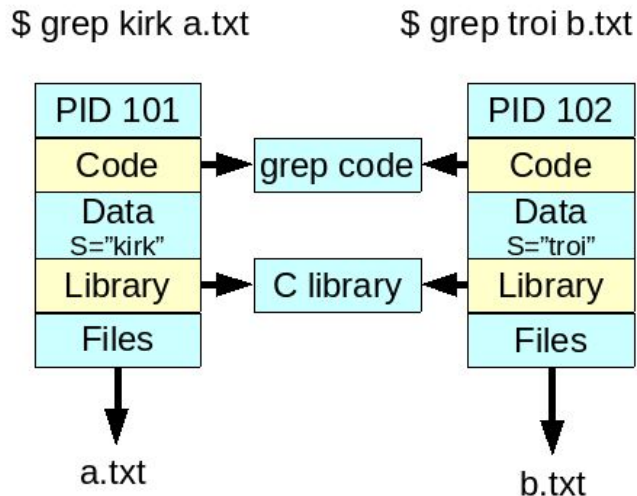 $ grep kirk a.txt
$ grep troi b.txt
PID 101
Code
Data
S=”kirk”
Library
Files
a.txt
grep code
C library
PID 102
Code
Data
S=”troi”
Library
Files
b.txt